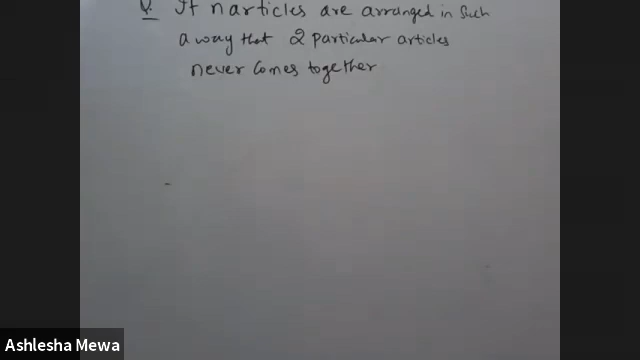 Q. If n articles are arranged in such
a way that 2 particular articles
never comes together
Ashlesha Mewa